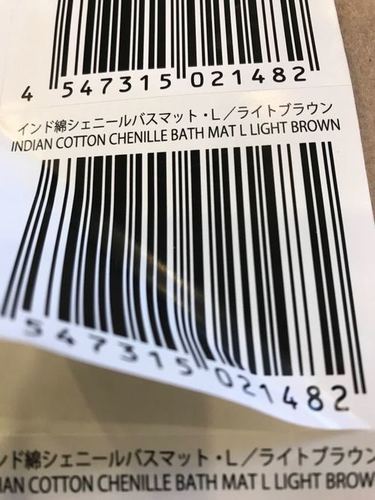 4 547315 021482
インド綿シェニールバスマット・L／ライトブラウン
INDIAN COTTON CHENILLE BATH MAT L LIGHT BROWN
547315 021482
ンド綿シェニールバスマット・L／ライトブラウン
IAN COTTON CHENILLE BATH MAT L LIGHT BROWN